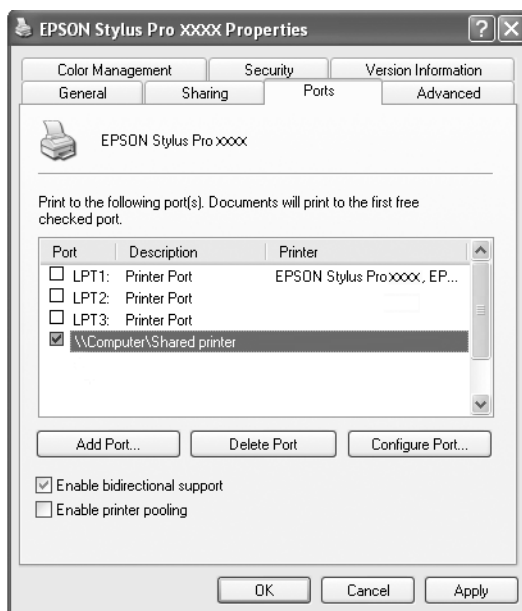 EPSON Stylus Pro XXXX Properties
Color Management Security Version Information
General Sharing Ports Advanced
EPSON Stylus Pro xxxx
Print to the following port(s). Documents will print to the first free
checked port.
Port Description Printer
LPT1: Printer Port EPSON Stylus Proxxxx, EP...
LPT2: Printer Port
LPT3: Printer Port
\\Computer\Shared printer
Add Port... Delete Port Configure Port...
Enable bidirectional support
Enable printer pooling
OK Cancel Apply